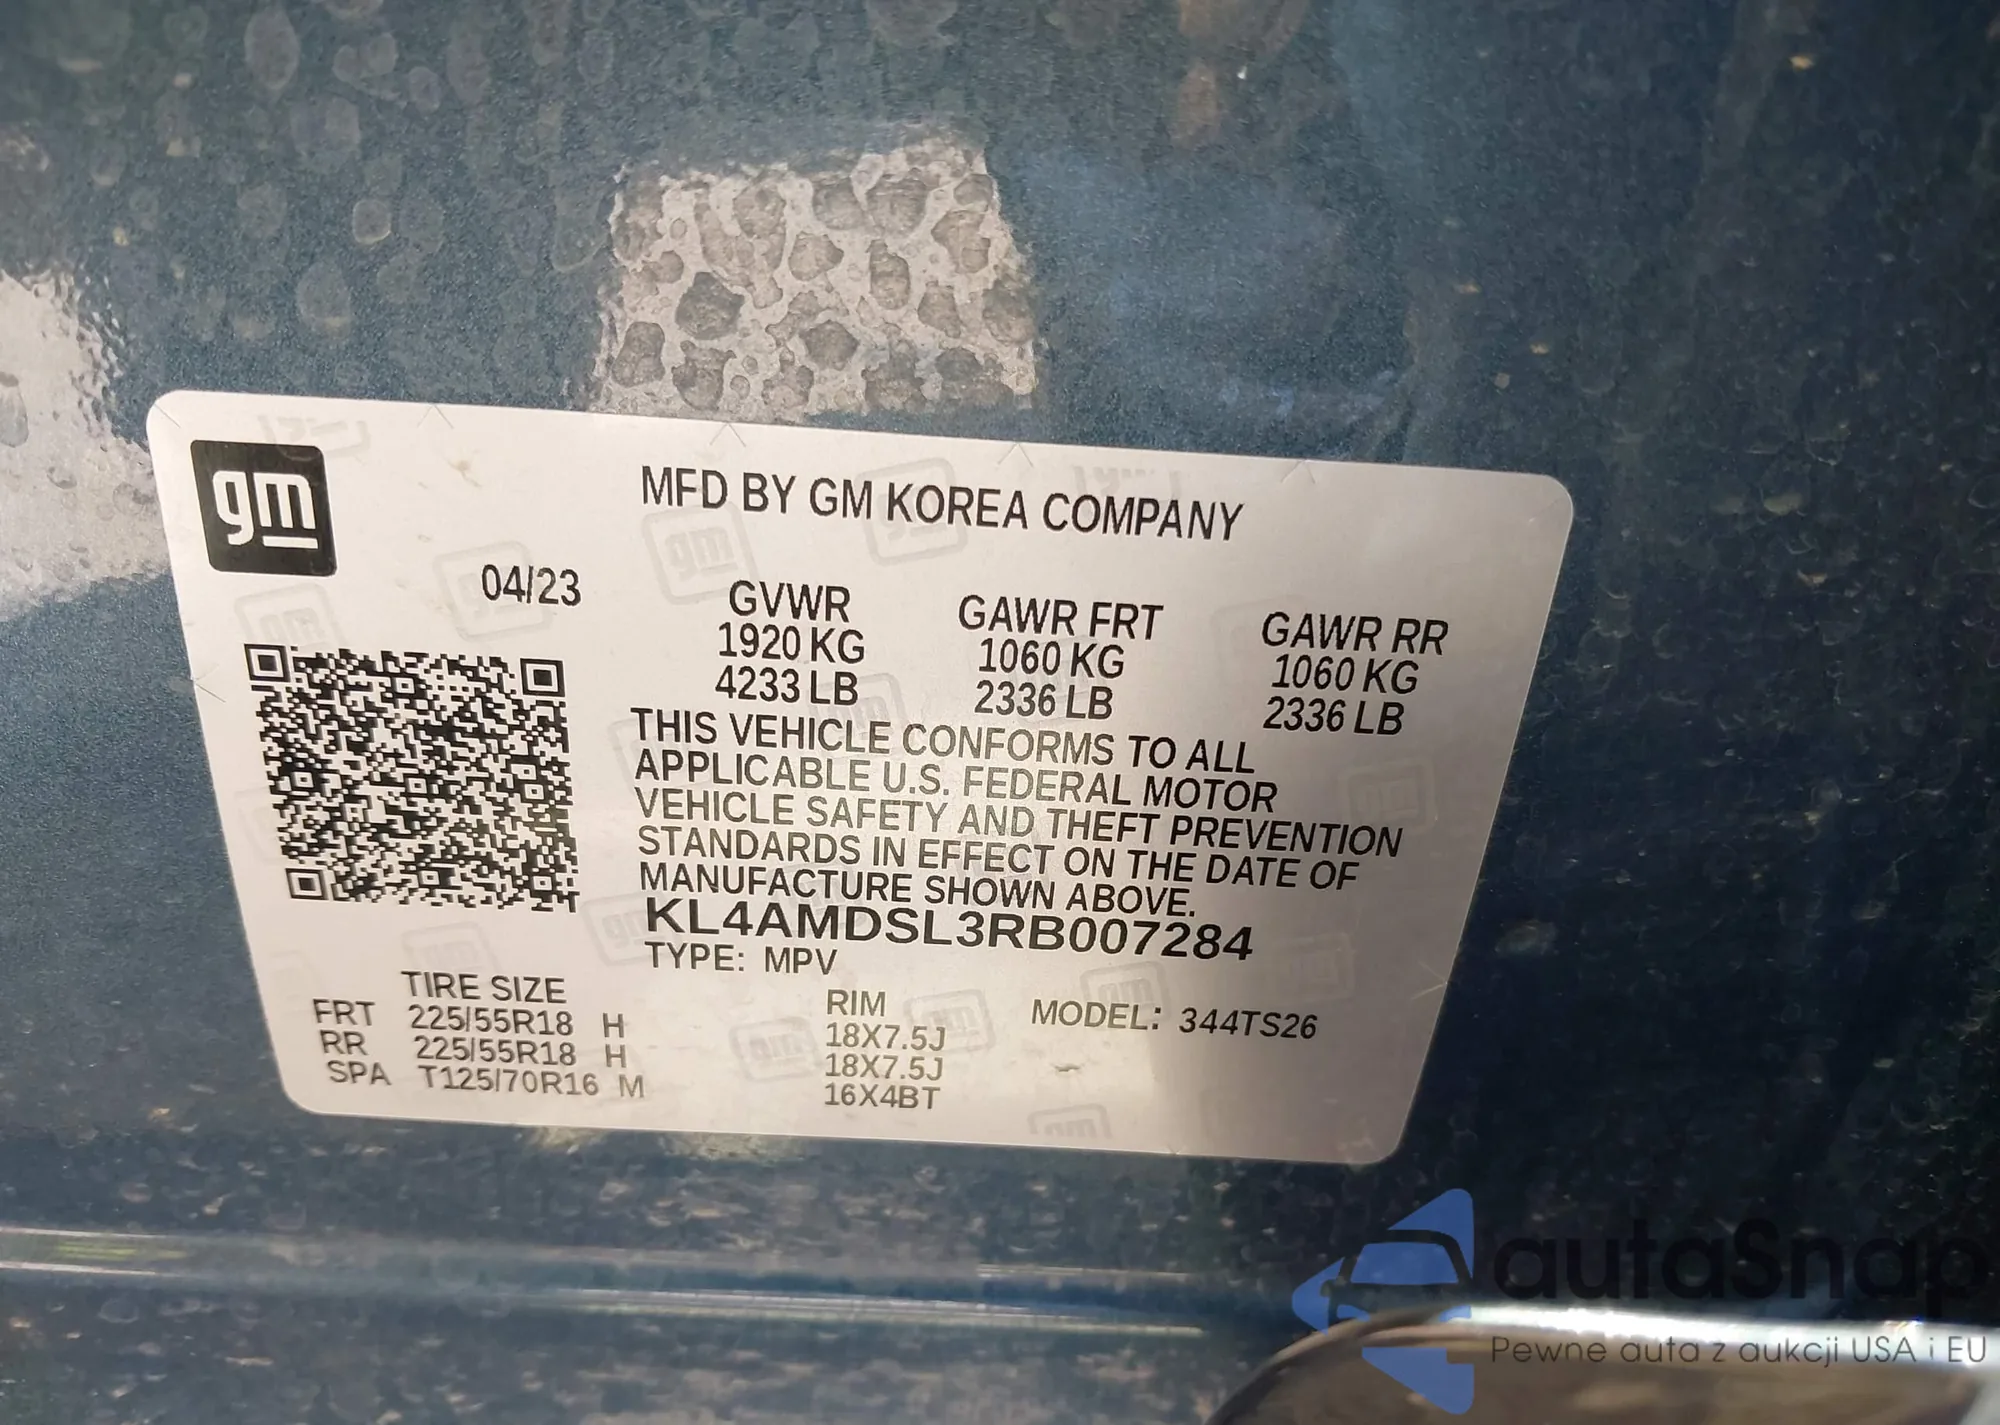 gm
MFD BY GM KOREA COMPANY
04/23
GVWR GAWR FRT GAWR RR
1920 KG 1060 KG 1060 KG
4233 LB 2336 LB 2336 LB
THIS VEHICLE CONFORMS TO ALL
APPLICABLE U.S. FEDERAL MOTOR
VEHICLE SAFETY AND THEFT PREVENTION
STANDARDS IN EFFECT ON THE DATE OF
MANUFACTURE SHOWN ABOVE.
KL4AMDSL3RB007284
TYPE: MPV
TIRE SIZE RIM MODEL: 344TS26
FRT 225/55R18 H 18X7.5J
RR 225/55R18 H 18X7.5J
SPA T125/70R16 M 16X4BT
autaSnap
Pewne auta z aukcji USA i EU